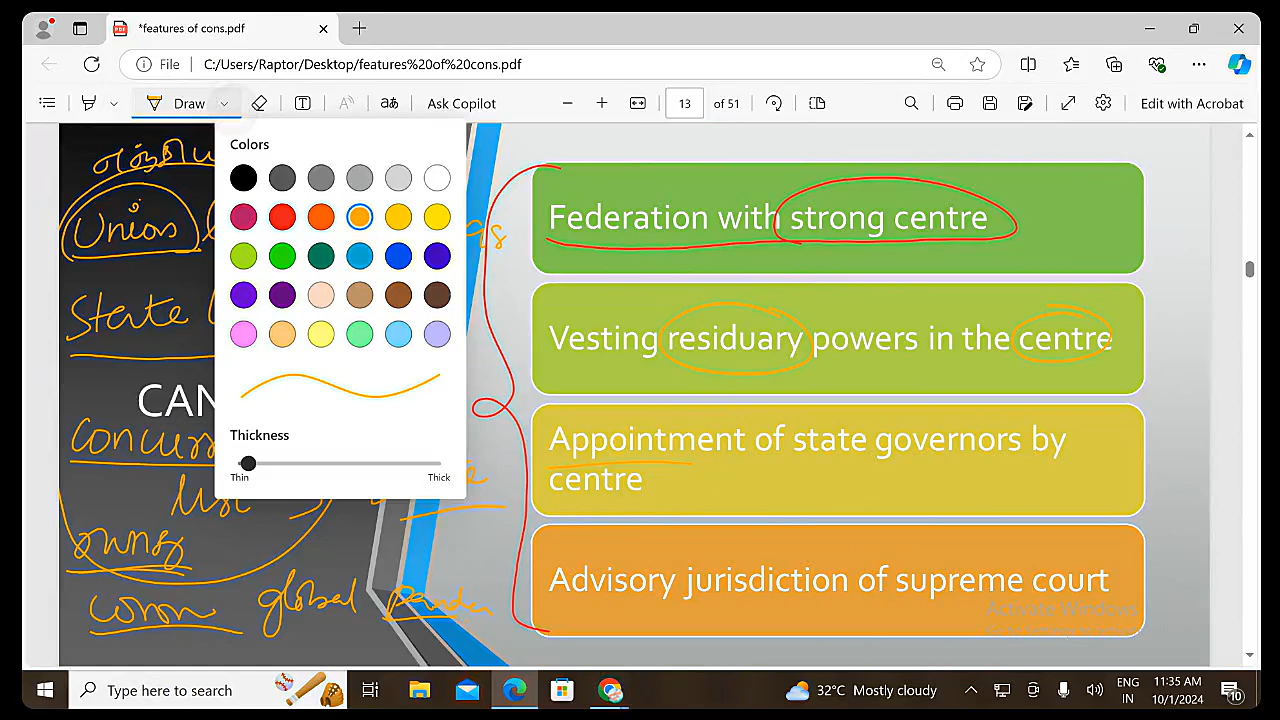 *features of cons.pdf
File C:/Users/Raptor/Desktop/features%20of%20cons.pdf
Draw
Ask Copilot
13 of 51
Edit with Acrobat
Colors
Thickness
Thin Thick
Union
State
CAN
Concurr
List
corona global
Federation with strong centre
Vesting residuary powers in the centre
Appointment of state governors by
centre
Advisory jurisdiction of supreme court
Activate Windows
Type here to search
32°C Mostly cloudy
ENG
IN
11:35 AM
10/1/2024
10